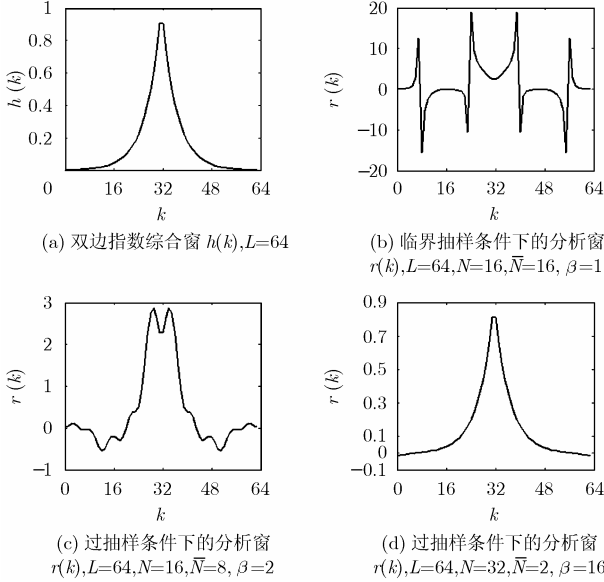 1
0.8
0.6
0.4
0.2
0
16
32
48
64
h (k)
k
(a) 双边指数综合窗 h(k),L=64
20
10
0
−10
−20
0
16
32
48
64
r (k)
k
(b) 临界抽样条件下的分析窗
r(k),L=64,N=16,N̅=16, β=1
3
2
1
0
−1
0
16
32
48
64
r (k)
k
(c) 过抽样条件下的分析窗
r(k),L=64,N=16,N̅=8, β=2
0.9
0.7
0.5
0.3
0.1
0
−0.1
0
16
32
48
64
r (k)
k
(d) 过抽样条件下的分析窗
r(k),L=64,N=32,N̅=2, β=16